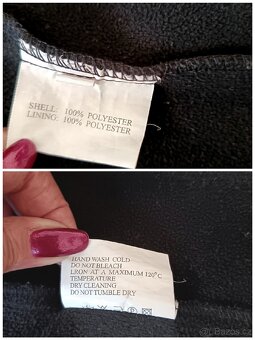 SHELL: 100% POLYESTER
LINING: 100% POLYESTER
HAND WASH COLD
DO NOT BLEACH
I.RON AT A MAXIMUM 120°C
TEMPERATURE
DRY CLEANING
DO NOT TUMBLE DRY
Bazos.cz